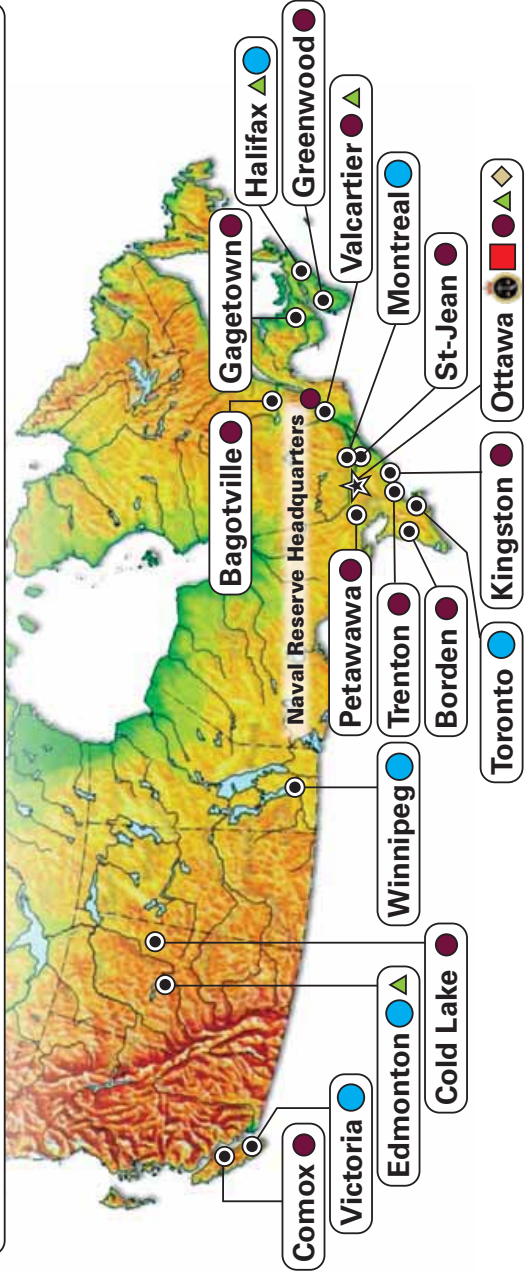 Comox
Victoria
Edmonton
Cold Lake
Winnipeg
Naval Reserve Headquarters
Petawawa
Trenton
Borden
Toronto
Kingston
Bagotville
Gagetown
Halifax
Greenwood
Valcartier
Montreal
St-Jean
Ottawa